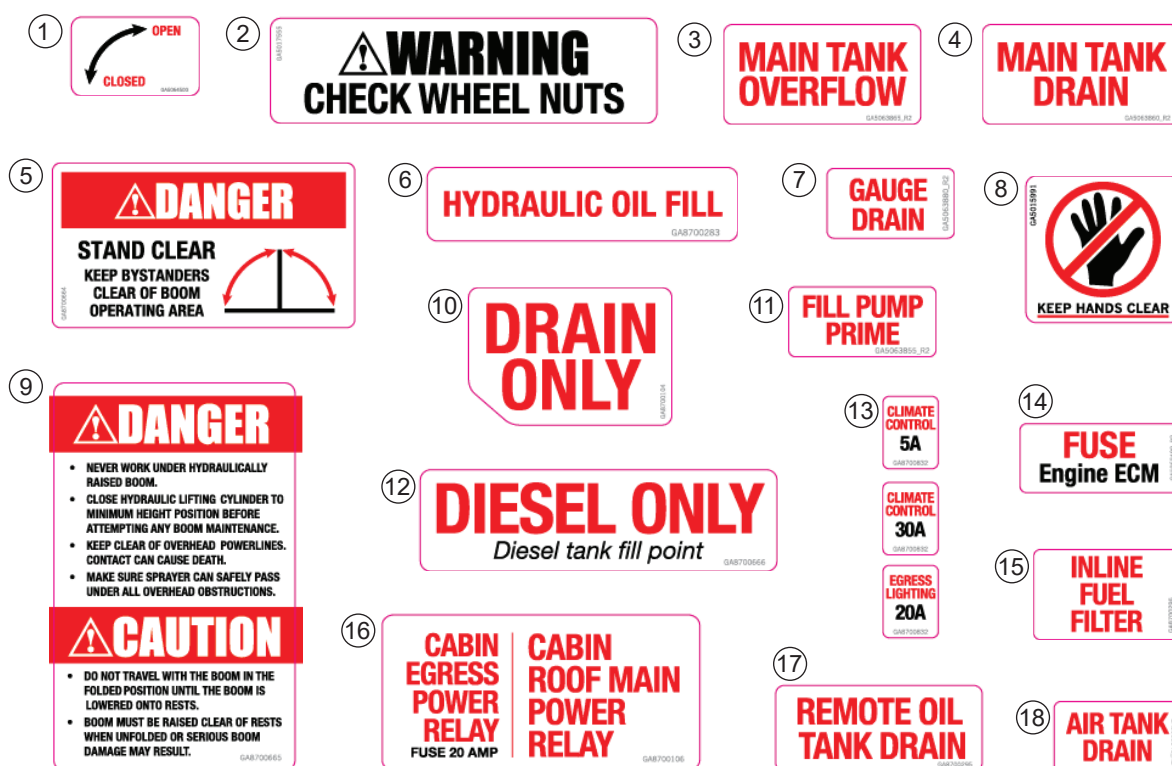 1
OPEN
CLOSED
GA5064503
2
GA5017553
WARNING
CHECK WHEEL NUTS
3
MAIN TANK
OVERFLOW
GA5063865_R2
4
MAIN TANK
DRAIN
GA5063860_R2
5
DANGER
STAND CLEAR
KEEP BYSTANDERS
CLEAR OF BOOM
OPERATING AREA
GA8700664
6
HYDRAULIC OIL FILL
GA8700283
7
GAUGE
DRAIN
GA5063880_R2
8
GA5015991
KEEP HANDS CLEAR
10
DRAIN
ONLY
GA8700104
11
FILL PUMP
PRIME
GA5063855_R2
9
DANGER
• NEVER WORK UNDER HYDRAULICALLY
RAISED BOOM.
• CLOSE HYDRAULIC LIFTING CYLINDER TO
MINIMUM HEIGHT POSITION BEFORE
ATTEMPTING ANY BOOM MAINTENANCE.
• KEEP CLEAR OF OVERHEAD POWERLINES.
CONTACT CAN CAUSE DEATH.
• MAKE SURE SPRAYER CAN SAFELY PASS
UNDER ALL OVERHEAD OBSTRUCTIONS.
CAUTION
• DO NOT TRAVEL WITH THE BOOM IN THE
FOLDED POSITION UNTIL THE BOOM IS
LOWERED ONTO RESTS.
• BOOM MUST BE RAISED CLEAR OF RESTS
WHEN UNFOLDED OR SERIOUS BOOM
DAMAGE MAY RESULT.
GA8700665
12
DIESEL ONLY
Diesel tank fill point
GA8700666
13
CLIMATE
CONTROL
5A
GA8700832
CLIMATE
CONTROL
30A
GA8700832
EGRESS
LIGHTING
20A
GA8700832
14
FUSE
Engine ECM
15
INLINE
FUEL
FILTER
16
CABIN
EGRESS
POWER
RELAY
FUSE 20 AMP
CABIN
ROOF MAIN
POWER
RELAY
GA8700106
17
REMOTE OIL
TANK DRAIN
18
AIR TANK
DRAIN